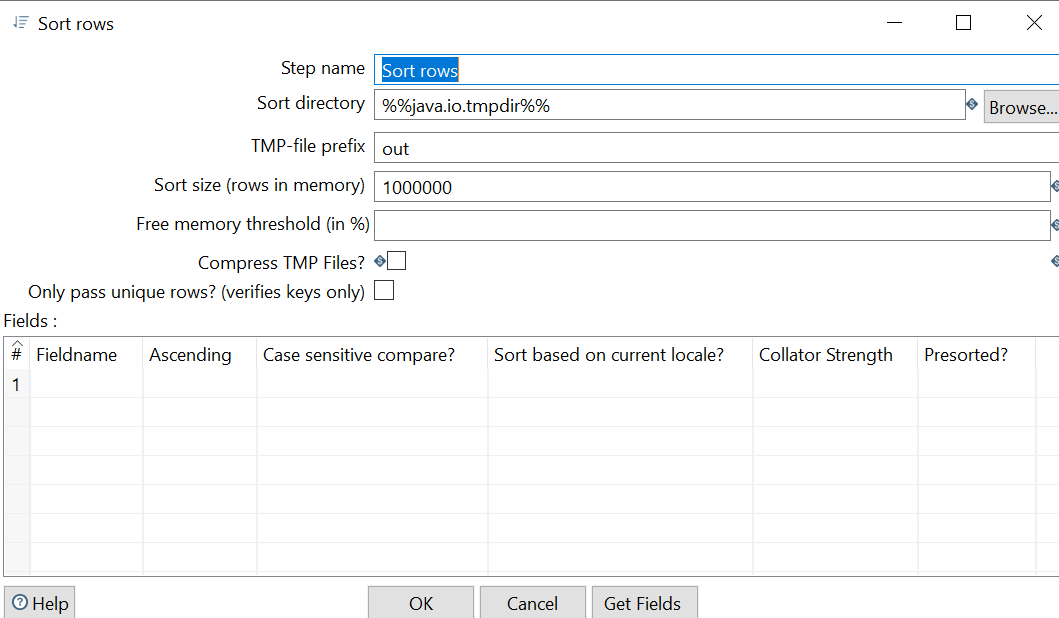 Sort rows
Step name Sort rows
Sort directory %%java.io.tmpdir%% Browse...
TMP-file prefix out
Sort size (rows in memory) 1000000
Free memory threshold (in %)
Compress TMP Files?
Only pass unique rows? (verifies keys only)
Fields :
# Fieldname Ascending Case sensitive compare? Sort based on current locale? Collator Strength Presorted?
1
Help OK Cancel Get Fields